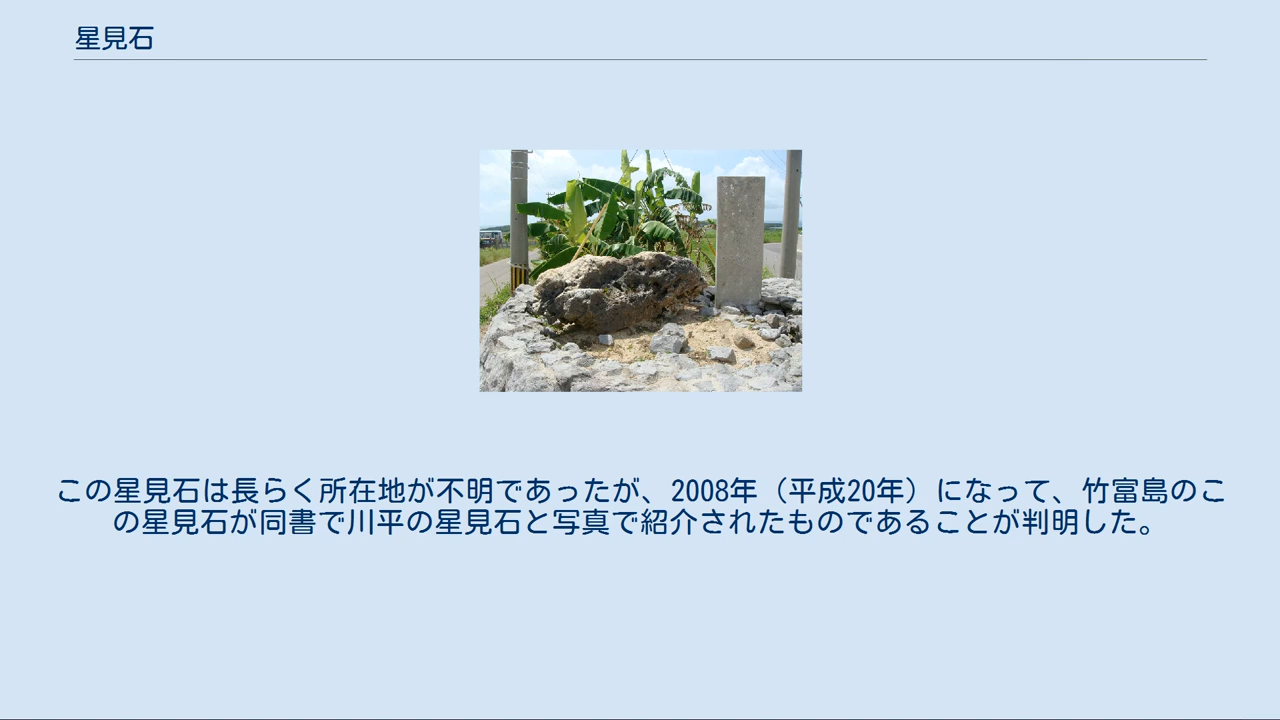 星見石
この星見石は長らく所在地が不明であったが、2008年（平成20年）になって、竹富島のこ
の星見石が同書で川平の星見石と写真で紹介されたものであることが判明した。